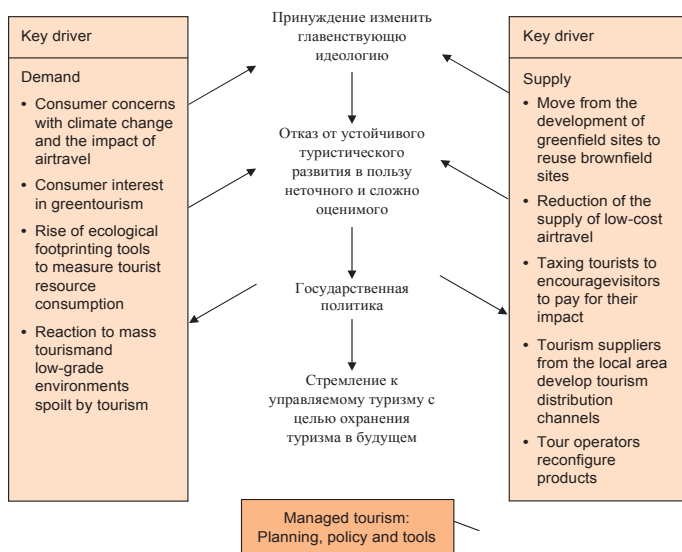 Key driver
Demand
• Consumer concerns
with climate change
and the impact of
airtravel
• Consumer interest
in greentourism
• Rise of ecological
footprinting tools
to measure tourist
resource
consumption
• Reaction to mass
tourismand
low-grade
environments
spoilt by tourism
Принуждение изменить
главенствующю
идеологию
Отказ от устойчивого
туристического
развития в пользу
неточного и сложно
оценимого
Государственная
политика
Стремление к
управляемому туризму с
целью охранения
туризма в будущем
Key driver
Supply
• Move from the
development of
greenfield sites to
reuse brownfield
sites
• Reduction of the
supply of low-cost
airtravel
• Taxing tourists to
encouragevisitors
to pay for their
impact
• Tourism suppliers
from the local area
develop tourism
distribution
channels
• Tour operators
reconfigure
products
Managed tourism:
Planning, policy and tools